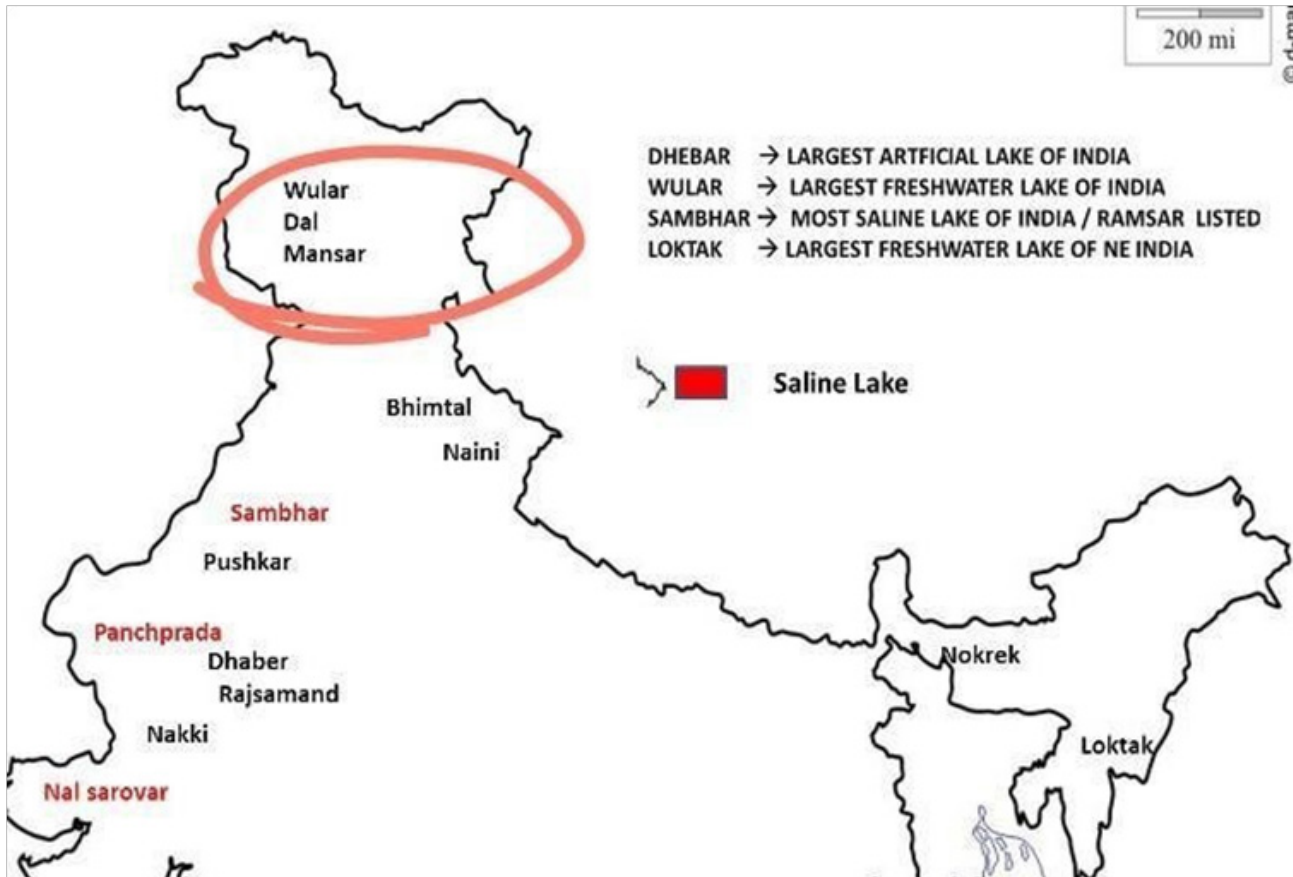 200 mi
© d-ma
DHEBAR → LARGEST ARTFICIAL LAKE OF INDIA
WULAR → LARGEST FRESHWATER LAKE OF INDIA
SAMBHAR → MOST SALINE LAKE OF INDIA / RAMSAR LISTED
LOKTAK → LARGEST FRESHWATER LAKE OF NE INDIA
Wular
Dal
Mansar
Saline Lake
Bhimtal
Naini
Sambhar
Pushkar
Panchprada
Dhaber
Rajsamand
Nakki
Nal sarovar
Nokrek
Loktak